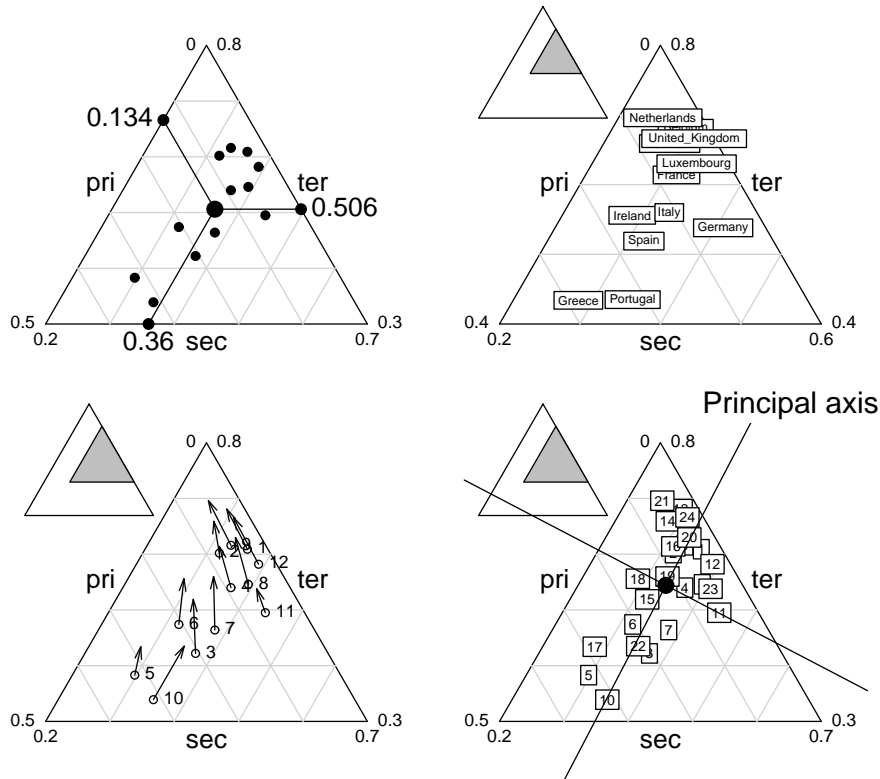 0 0.8
0.134
pri
ter
0.506
0.5
0.3
0.2
0.36
sec
0.7
0 0.8
Netherlands
United_Kingdom
Luxembourg
France
pri
ter
Ireland
Italy
Germany
Spain
Greece
Portugal
0.4
0.4
0.4
sec
0.6
0 0.8
9
1
2
12
pri
ter
4
8
11
6
7
3
5
10
0.5
0.3
0.2
sec
0.7
Principal axis
0 0.8
21
14
24
20
16
12
pri
ter
18
19
4
23
15
11
6
7
17
22
5
10
0.5
0.3
0.2
sec
0.7